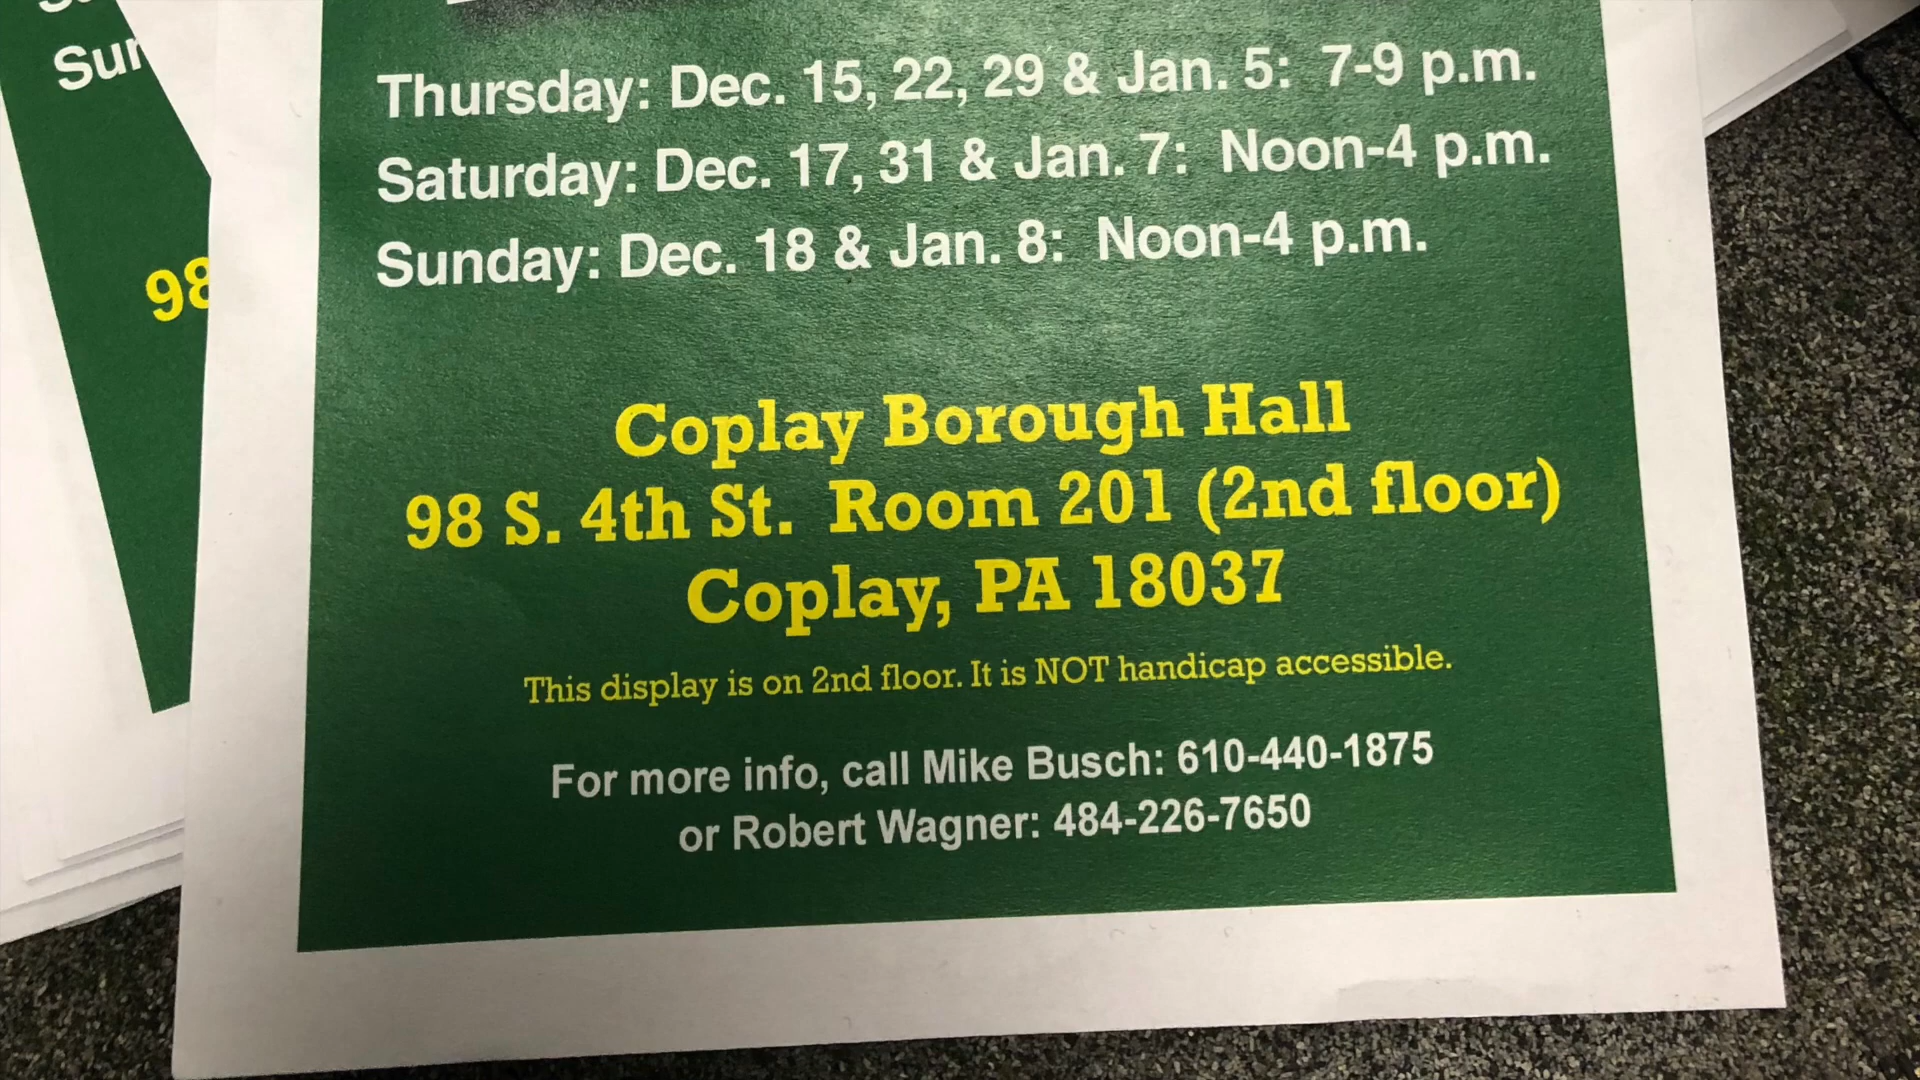 Sun
98
Thursday: Dec. 15, 22, 29 & Jan. 5: 7-9 p.m.
Saturday: Dec. 17, 31 & Jan. 7: Noon-4 p.m.
Sunday: Dec. 18 & Jan. 8: Noon-4 p.m.
Coplay Borough Hall
98 S. 4th St. Room 201 (2nd floor)
Coplay, PA 18037
This display is on 2nd floor. It is NOT handicap accessible.
For more info, call Mike Busch: 610-440-1875
or Robert Wagner: 484-226-7650